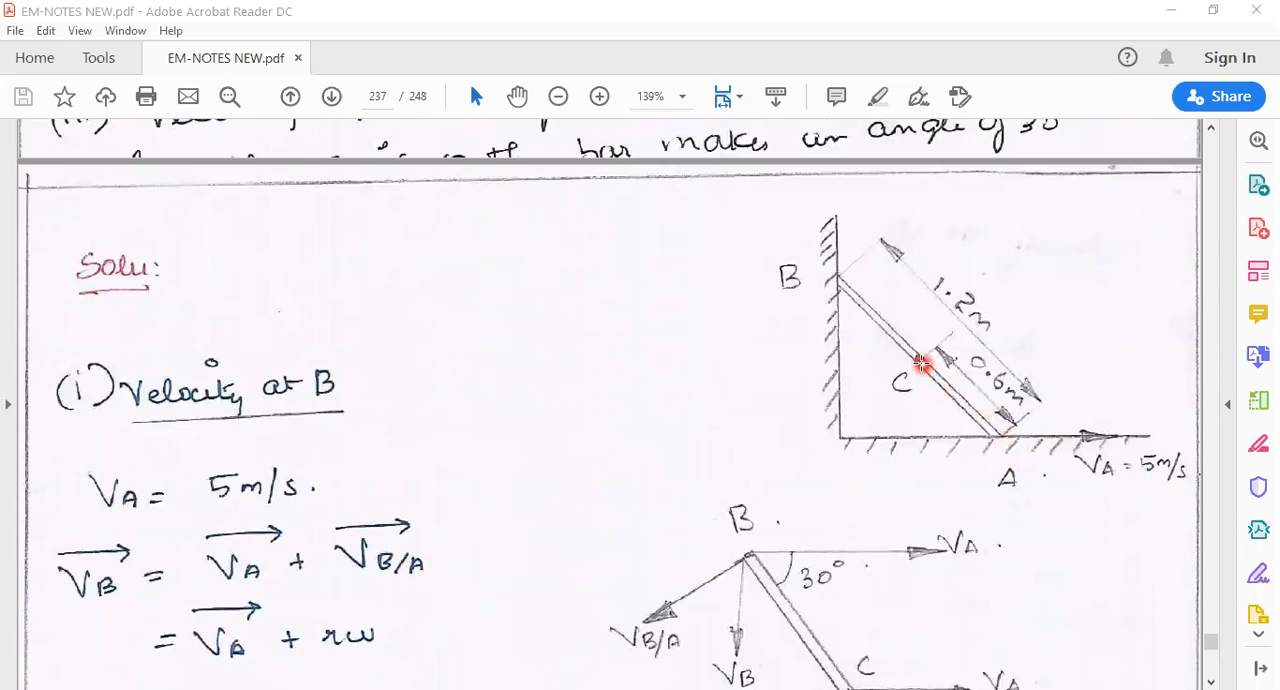 EM-NOTES NEW.pdf - Adobe Acrobat Reader DC
File Edit View Window Help
Home Tools EM-NOTES NEW.pdf × Sign In
237 / 248 139% Share
bar makes an angle of 30
Solu:
B
1.2m
0.6m
C
VA = 5m/s
A
(i) Velocity at B
VA = 5m/s.
VB = VA + VB/A
= VA + rw
B
VA
30°
VB/A
VB
C
VA